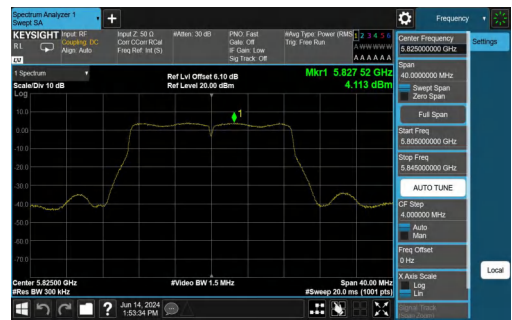 Spectrum Analyzer 1
Swept SA
Frequency
KEYSIGHT
RL
Input: RF
Coupling: DC
Align: Auto
Input Z: 50 Ω
Corr CCorr RCal
Freq Ref: Int (S)
#Atten: 30 dB
PNO: Fast
Gate: Off
IF Gain: Low
Sig Track: Off
#Avg Type: Power (RMS
Trig: Free Run
1 2 3 4 5 6
A W W W W W
A A A A A A
1 Spectrum
Scale/Div 10 dB
Log
Ref Lvl Offset 6.10 dB
Ref Level 20.00 dBm
Mkr1 5.827 52 GHz
4.113 dBm
1
10.0
0.00
-10.0
-20.0
-30.0
-40.0
-50.0
-60.0
-70.0
Center 5.82500 GHz
#Res BW 300 kHz
#Video BW 1.5 MHz
Span 40.00 MHz
#Sweep 20.0 ms (1001 pts)
Center Frequency
5.825000000 GHz
Settings
Span
40.0000000 MHz
Swept Span
Zero Span
Full Span
Start Freq
5.805000000 GHz
Stop Freq
5.845000000 GHz
AUTO TUNE
CF Step
4.000000 MHz
Auto
Man
Freq Offset
0 Hz
X Axis Scale
Log
Lin
Signal Track
Local
?
Jun 14, 2024
1:53:34 PM